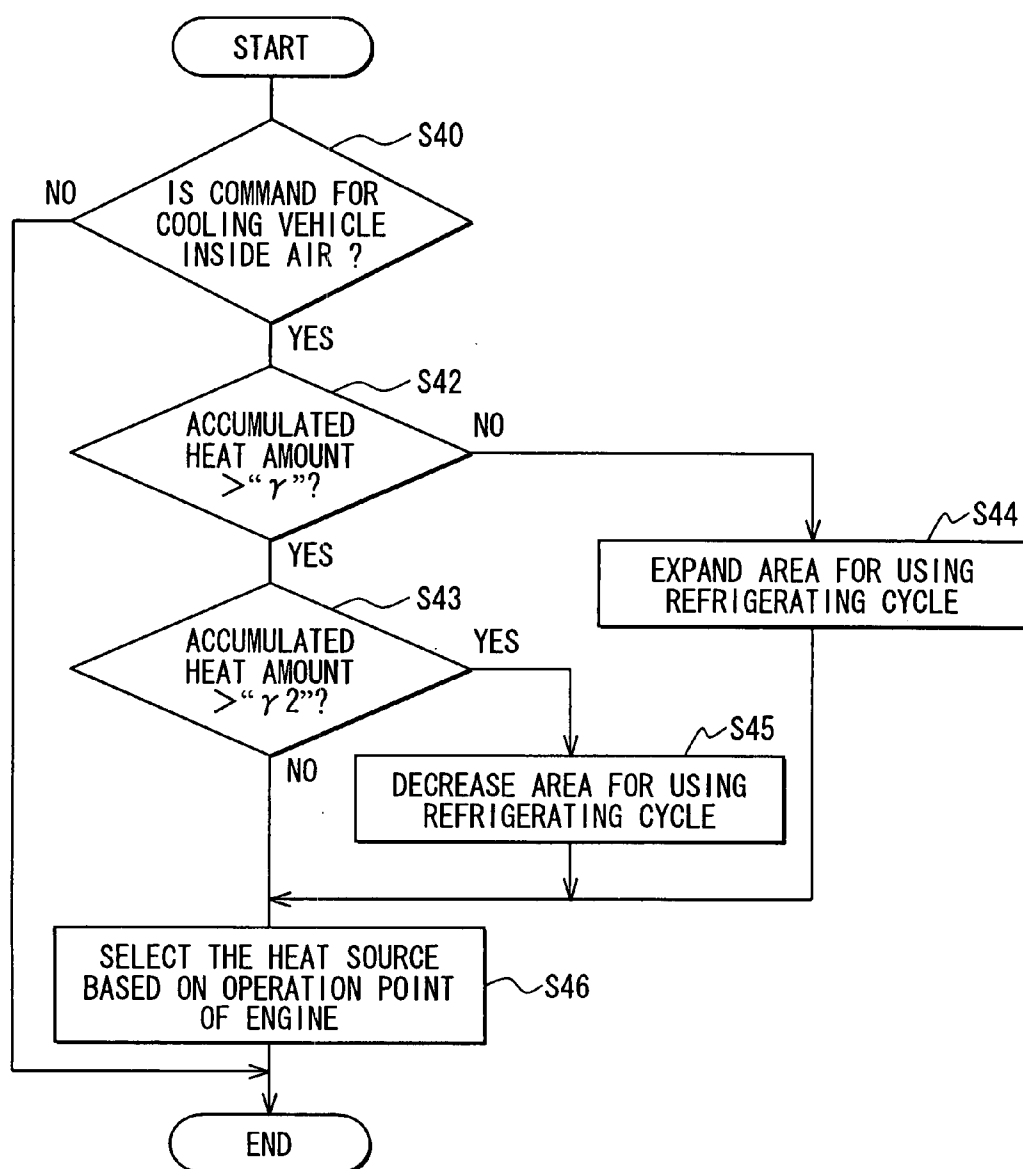 START
S40
NO
IS COMMAND FOR
COOLING VEHICLE
INSIDE AIR ?
YES
S42
ACCUMULATED
HEAT AMOUNT
>“γ”?
NO
YES
S44
EXPAND AREA FOR USING
REFRIGERATING CYCLE
S43
ACCUMULATED
HEAT AMOUNT
>“γ2”?
YES
NO
S45
DECREASE AREA FOR USING
REFRIGERATING CYCLE
SELECT THE HEAT SOURCE
BASED ON OPERATION POINT
OF ENGINE
S46
END